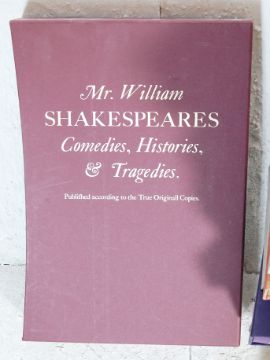 Mr. William
SHAKESPEARES
Comedies, Histories,
& Tragedies.
Published according to the True Originall Copies.